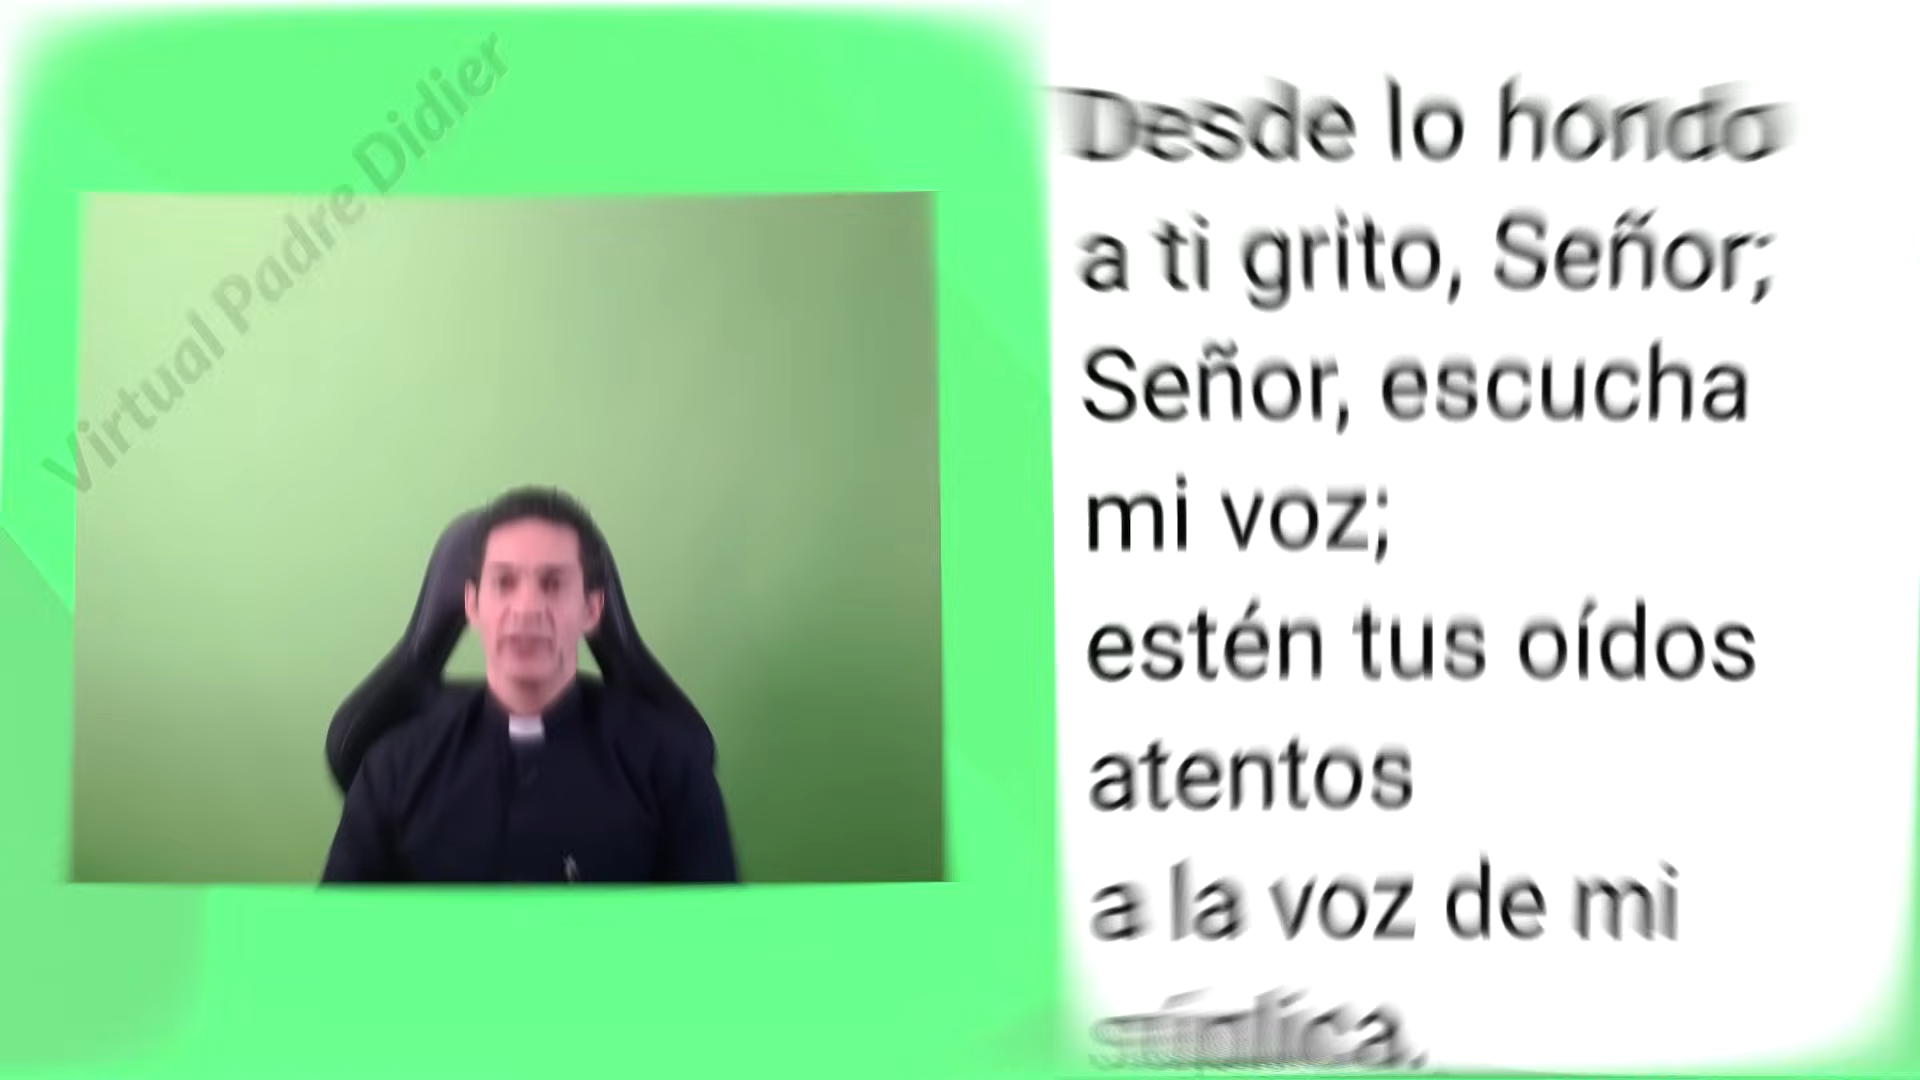 Virtual Padre Didier
Desde lo hondo
a ti grito, Señor;
Señor, escucha
mi voz;
estén tus oídos
atentos
a la voz de mi
súplica,